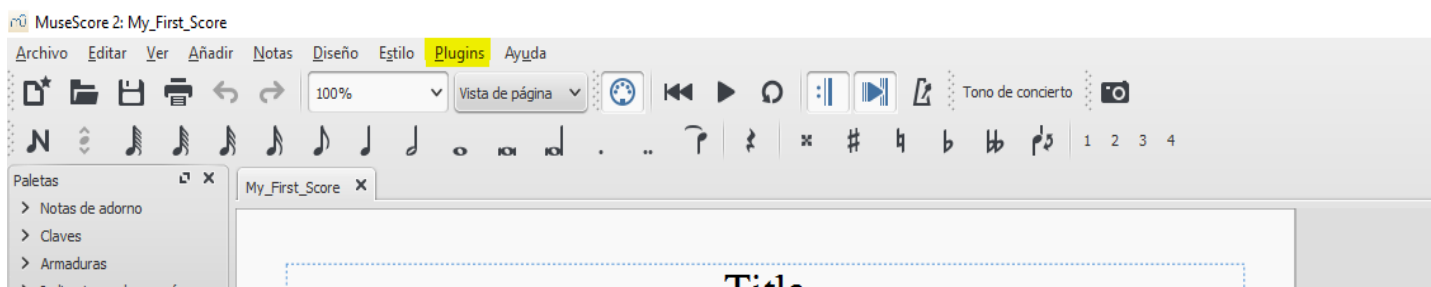 MuseScore 2: My_First_Score
Archivo Editar Ver Añadir Notas Diseño Estilo Plugins Ayuda
100% Vista de página Tono de concierto
1 2 3 4
Paletas
My_First_Score
> Notas de adorno
> Claves
> Armaduras
Title